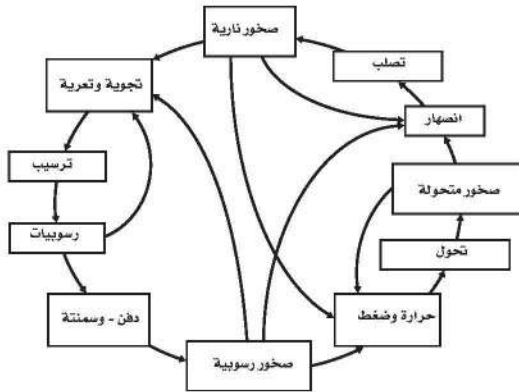 صخور نارية
تصلب
تجوية وتعرية
انصهار
ترسيب
صخور متحولة
رسوبيات
تحول
دفن - وسمنتة
حرارة وضغط
صخور رسوبية